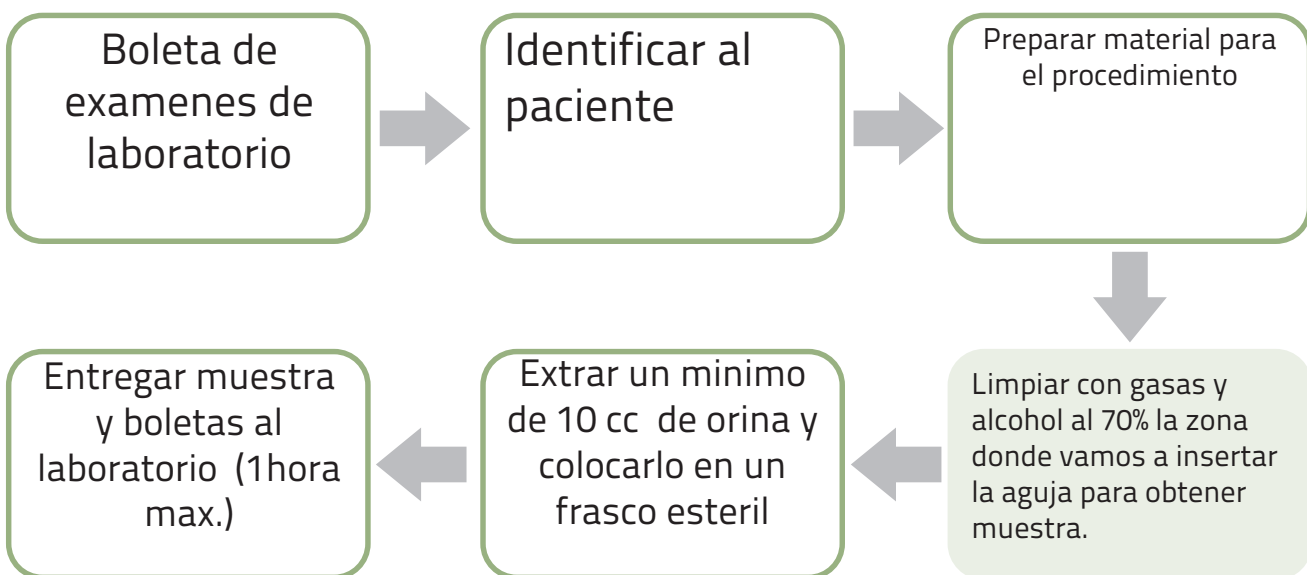 Boleta de
examenes de
laboratorio
Identificar al
paciente
Preparar material para
el procedimiento
Limpiar con gasas y
alcohol al 70% la zona
donde vamos a insertar
la aguja para obtener
muestra.
Extrar un minimo
de 10 cc de orina y
colocarlo en un
frasco esteril
Entregar muestra
y boletas al
laboratorio (1hora
max.)